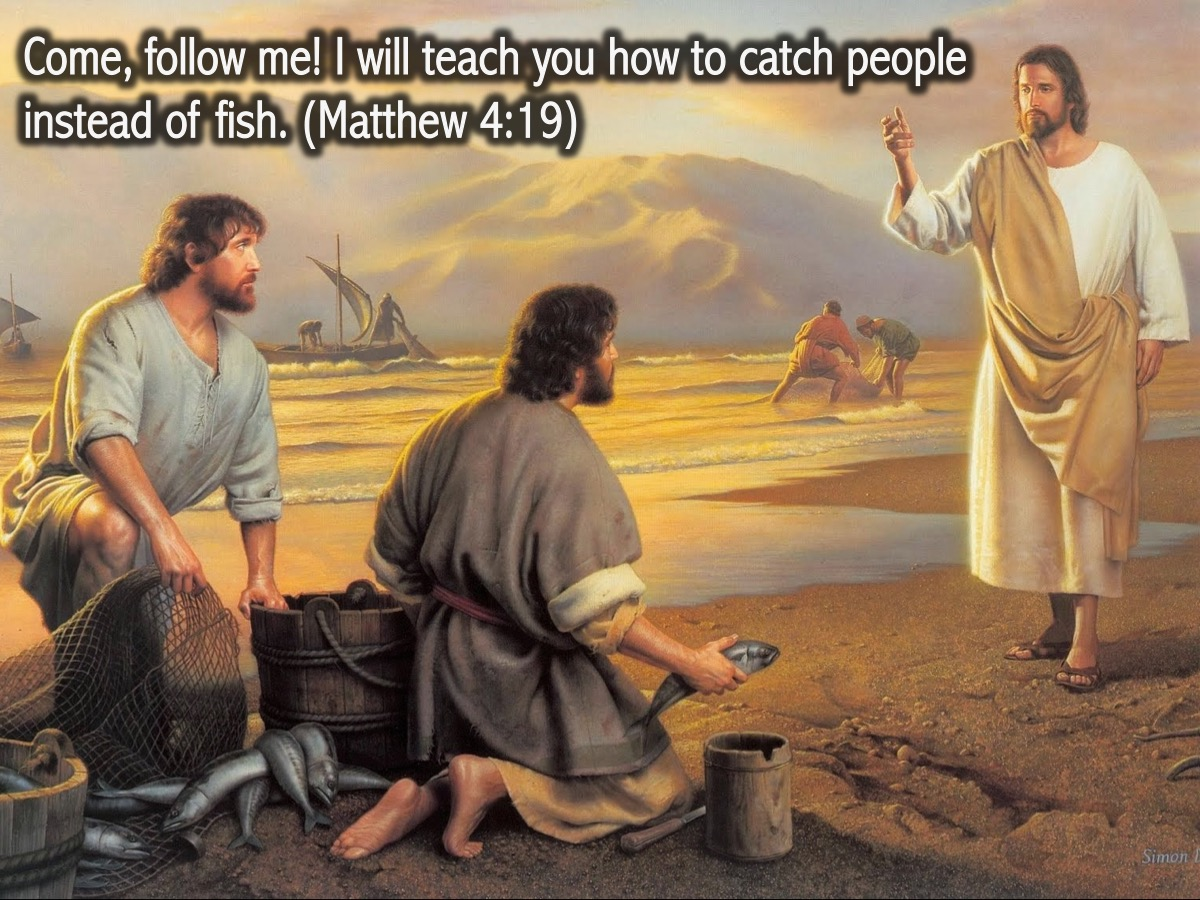 Come, follow me! I will teach you how to catch people
instead of fish. (Matthew 4:19)
Simon